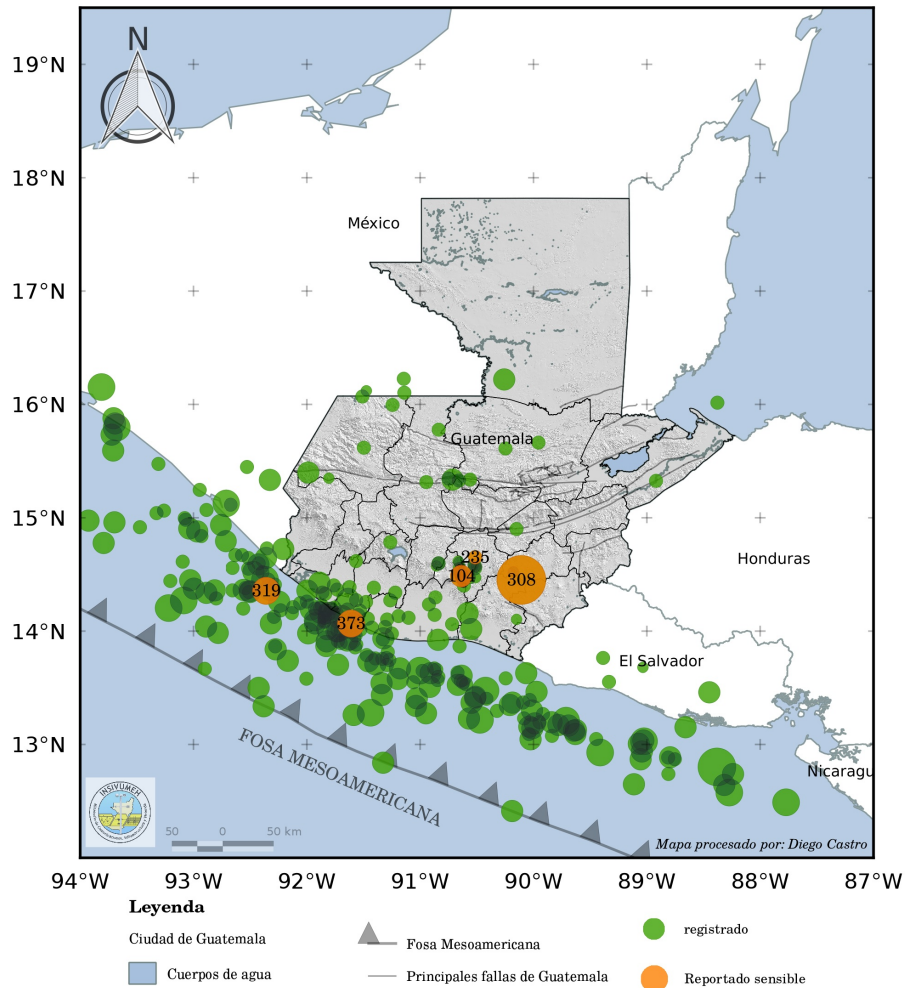 N
19°N
18°N
México
17°N
16°N
Guatemala
15°N
235
104
308
319
Honduras
373
14°N
El Salvador
13°N
FOSA MESOAMERICANA
Nicaragu
INSIVUMEH
50 0 50 km
Mapa procesado por: Diego Castro
94°W 93°W 92°W 91°W 90°W 89°W 88°W 87°W
Leyenda
Ciudad de Guatemala
Cuerpos de agua
Fosa Mesoamericana
Principales fallas de Guatemala
registrado
Reportado sensible